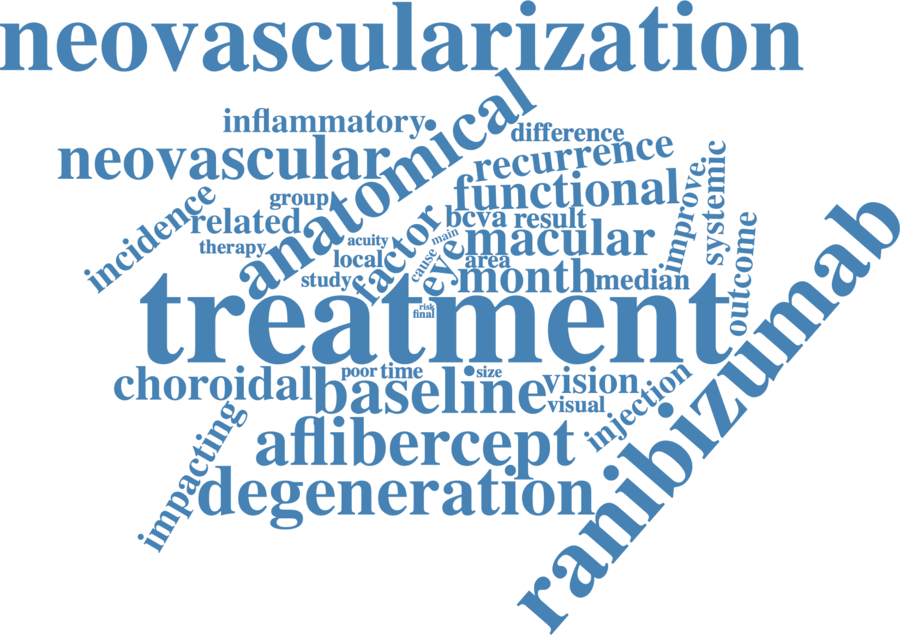 neovascularization
inflammatory
anatomical
difference
neovascular
recurrence
functional
systemic
improve
incidence
group
related
bcva
result
factor
therapy
acuity
main
macular
local
eye
cause
area
outcome
study
month
median
treatment
risk
final
ranibizumab
choroidal
poor
time
size
baseline
vision
visual
injection
impacting
aflibercept
degeneration